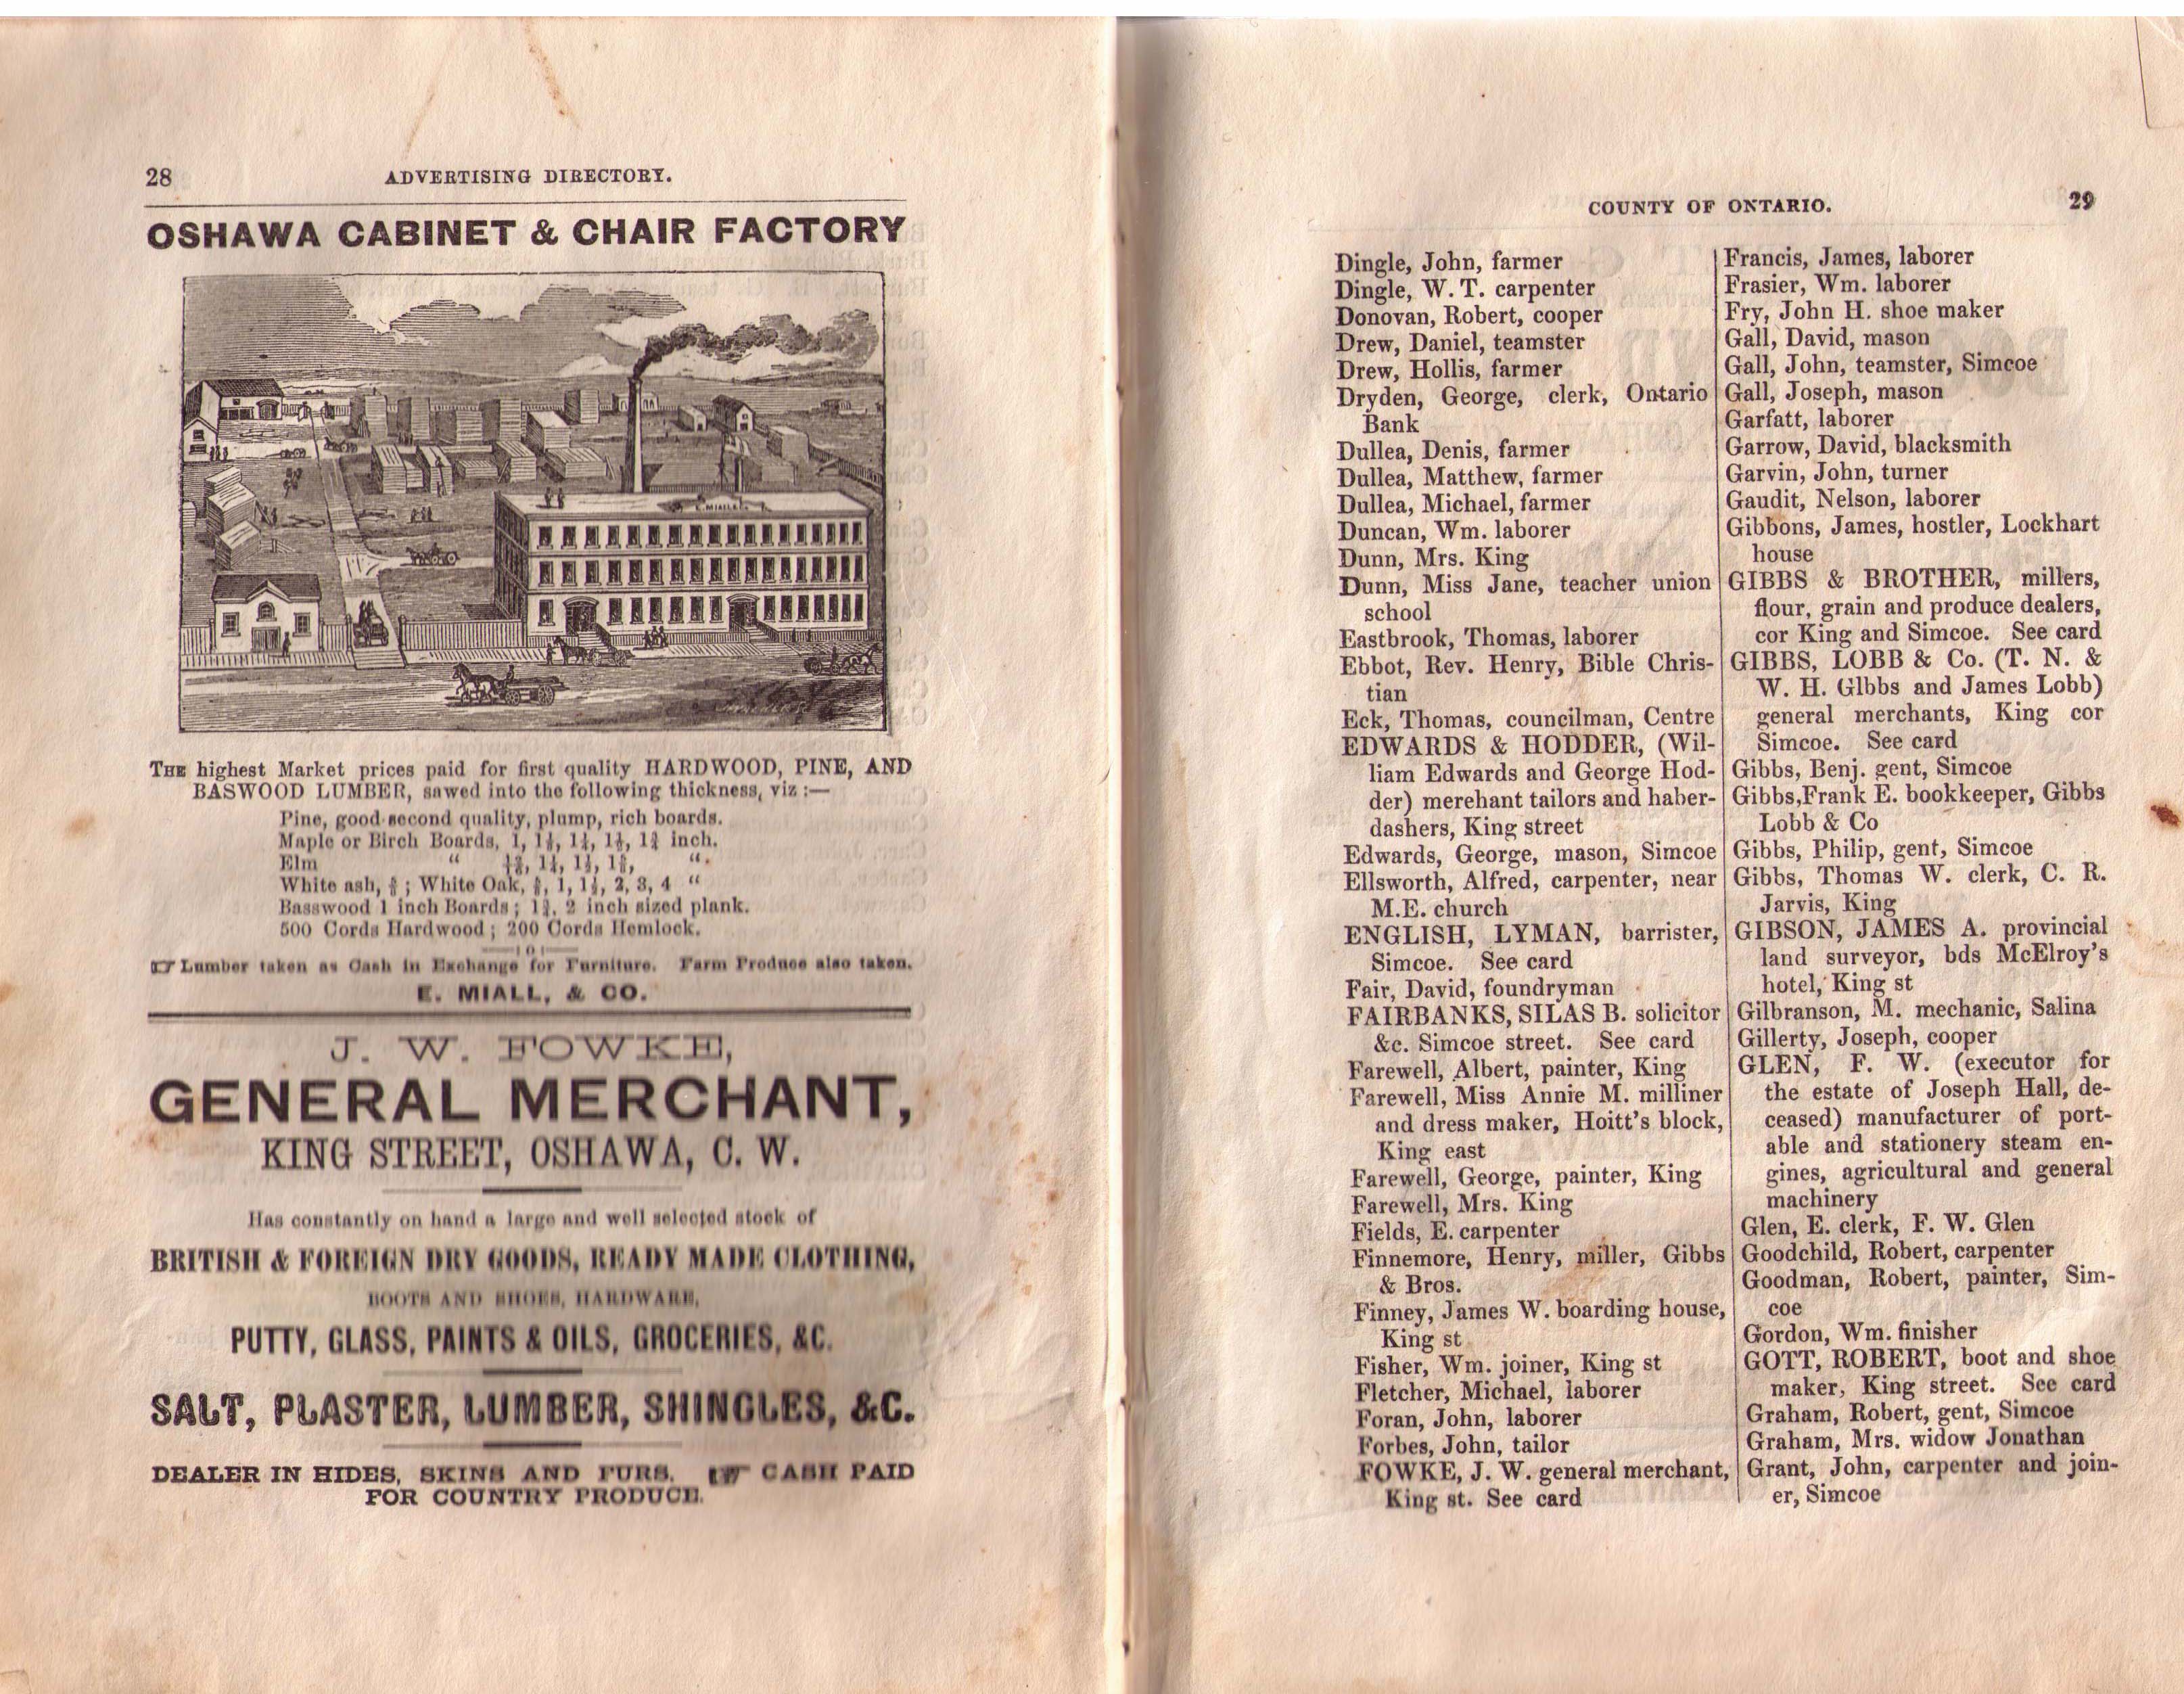 28
ADVERTISING DIRECTORY.
OSHAWA CABINET & CHAIR FACTORY
E. MIALL
THE highest Market prices paid for first quality HARDWOOD, PINE, AND
BASWOOD LUMBER, sawed into the following thickness, viz :—
Pine, good second quality, plump, rich boards.
Maple or Birch Boards, 1, inch.
Elm “ “
White ash, ; White Oak, 1, 2, 3, 4 “
Basswood 1 inch Boards ; 2 inch sized plank.
500 Cords Hardwood ; 200 Cords Hemlock.
☞ Lumber taken as Cash in Exchange for Furniture. Farm Produce also taken.
E. MIALL, & CO.
J. W. FOWKE,
GENERAL MERCHANT,
KING STREET, OSHAWA, C. W.
Has constantly on hand a large and well selected stock of
BRITISH & FOREIGN DRY GOODS, READY MADE CLOTHING,
BOOTS AND SHOES, HARDWARE,
PUTTY, GLASS, PAINTS & OILS, GROCERIES, &C.
SALT, PLASTER, LUMBER, SHINGLES, &C.
DEALER IN HIDES, SKINS AND FURS. ☞ CASH PAID
FOR COUNTRY PRODUCE.
COUNTY OF ONTARIO.
29
Dingle, John, farmer
Dingle, W. T. carpenter
Donovan, Robert, cooper
Drew, Daniel, teamster
Drew, Hollis, farmer
Dryden, George, clerk, Ontario
Bank
Dullea, Denis, farmer
Dullea, Matthew, farmer
Dullea, Michael, farmer
Duncan, Wm. laborer
Dunn, Mrs. King
Dunn, Miss Jane, teacher union
school
Eastbrook, Thomas, laborer
Ebbot, Rev. Henry, Bible Chris-
tian
Eck, Thomas, councilman, Centre
EDWARDS & HODDER, (Wil-
liam Edwards and George Hod-
der) merehant tailors and haber-
dashers, King street
Edwards, George, mason, Simcoe
Ellsworth, Alfred, carpenter, near
M.E. church
ENGLISH, LYMAN, barrister,
Simcoe. See card
Fair, David, foundryman
FAIRBANKS, SILAS B. solicitor
&c. Simcoe street. See card
Farewell, Albert, painter, King
Farewell, Miss Annie M. milliner
and dress maker, Hoitt's block,
King east
Farewell, George, painter, King
Farewell, Mrs. King
Fields, E. carpenter
Finnemore, Henry, miller, Gibbs
& Bros.
Finney, James W. boarding house,
King st
Fisher, Wm. joiner, King st
Fletcher, Michael, laborer
Foran, John, laborer
Forbes, John, tailor
FOWKE, J. W. general merchant,
King st. See card
Francis, James, laborer
Frasier, Wm. laborer
Fry, John H. shoe maker
Gall, David, mason
Gall, John, teamster, Simcoe
Gall, Joseph, mason
Garfatt, laborer
Garrow, David, blacksmith
Garvin, John, turner
Gaudit, Nelson, laborer
Gibbons, James, hostler, Lockhart
house
GIBBS & BROTHER, millers,
flour, grain and produce dealers,
cor King and Simcoe. See card
GIBBS, LOBB & Co. (T. N. &
W. H. GIbbs and James Lobb)
general merchants, King cor
Simcoe. See card
Gibbs, Benj. gent, Simcoe
Gibbs,Frank E. bookkeeper, Gibbs
Lobb & Co
Gibbs, Philip, gent, Simcoe
Gibbs, Thomas W. clerk, C. R.
Jarvis, King
GIBSON, JAMES A. provincial
land surveyor, bds McElroy's
hotel, King st
Gilbranson, M. mechanic, Salina
Gillerty, Joseph, cooper
GLEN, F. W. (executor for
the estate of Joseph Hall, de-
ceased) manufacturer of port-
able and stationery steam en-
gines, agricultural and general
machinery
Glen, E. clerk, F. W. Glen
Goodchild, Robert, carpenter
Goodman, Robert, painter, Sim-
coe
Gordon, Wm. finisher
GOTT, ROBERT, boot and shoe
maker, King street. See card
Graham, Robert, gent, Simcoe
Graham, Mrs. widow Jonathan
Grant, John, carpenter and join-
er, Simcoe